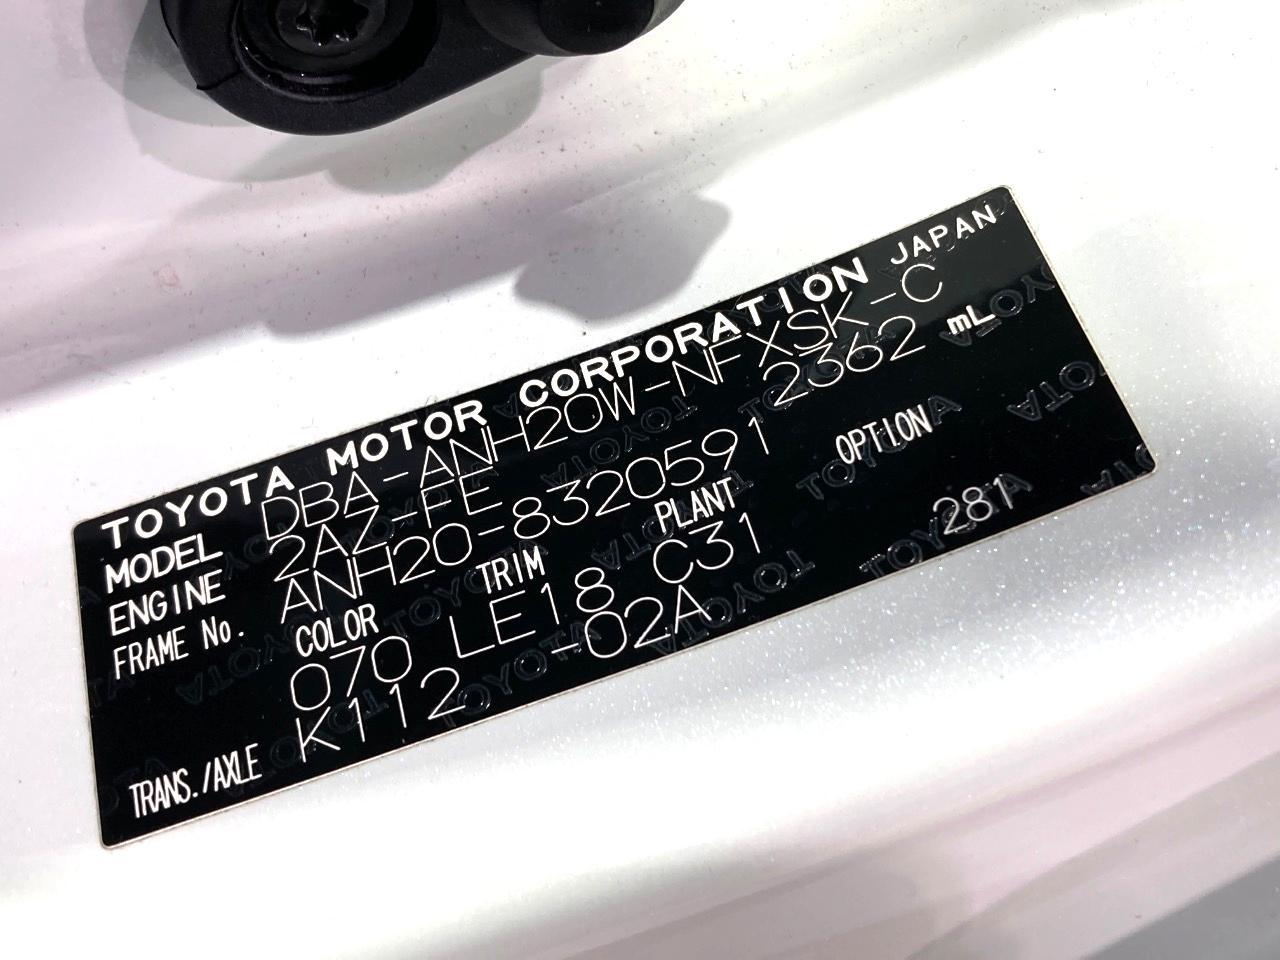 TOYOTA MOTOR CORPORATION JAPAN
MODEL DBA-ANH20W-NFXSK-C
ENGINE 2AZ-FE 2362 mL
FRAME No. ANH20-8320591
COLOR TRIM PLANT OPTION
070 LE18 C31 281
TRANS./AXLE K112 -02A